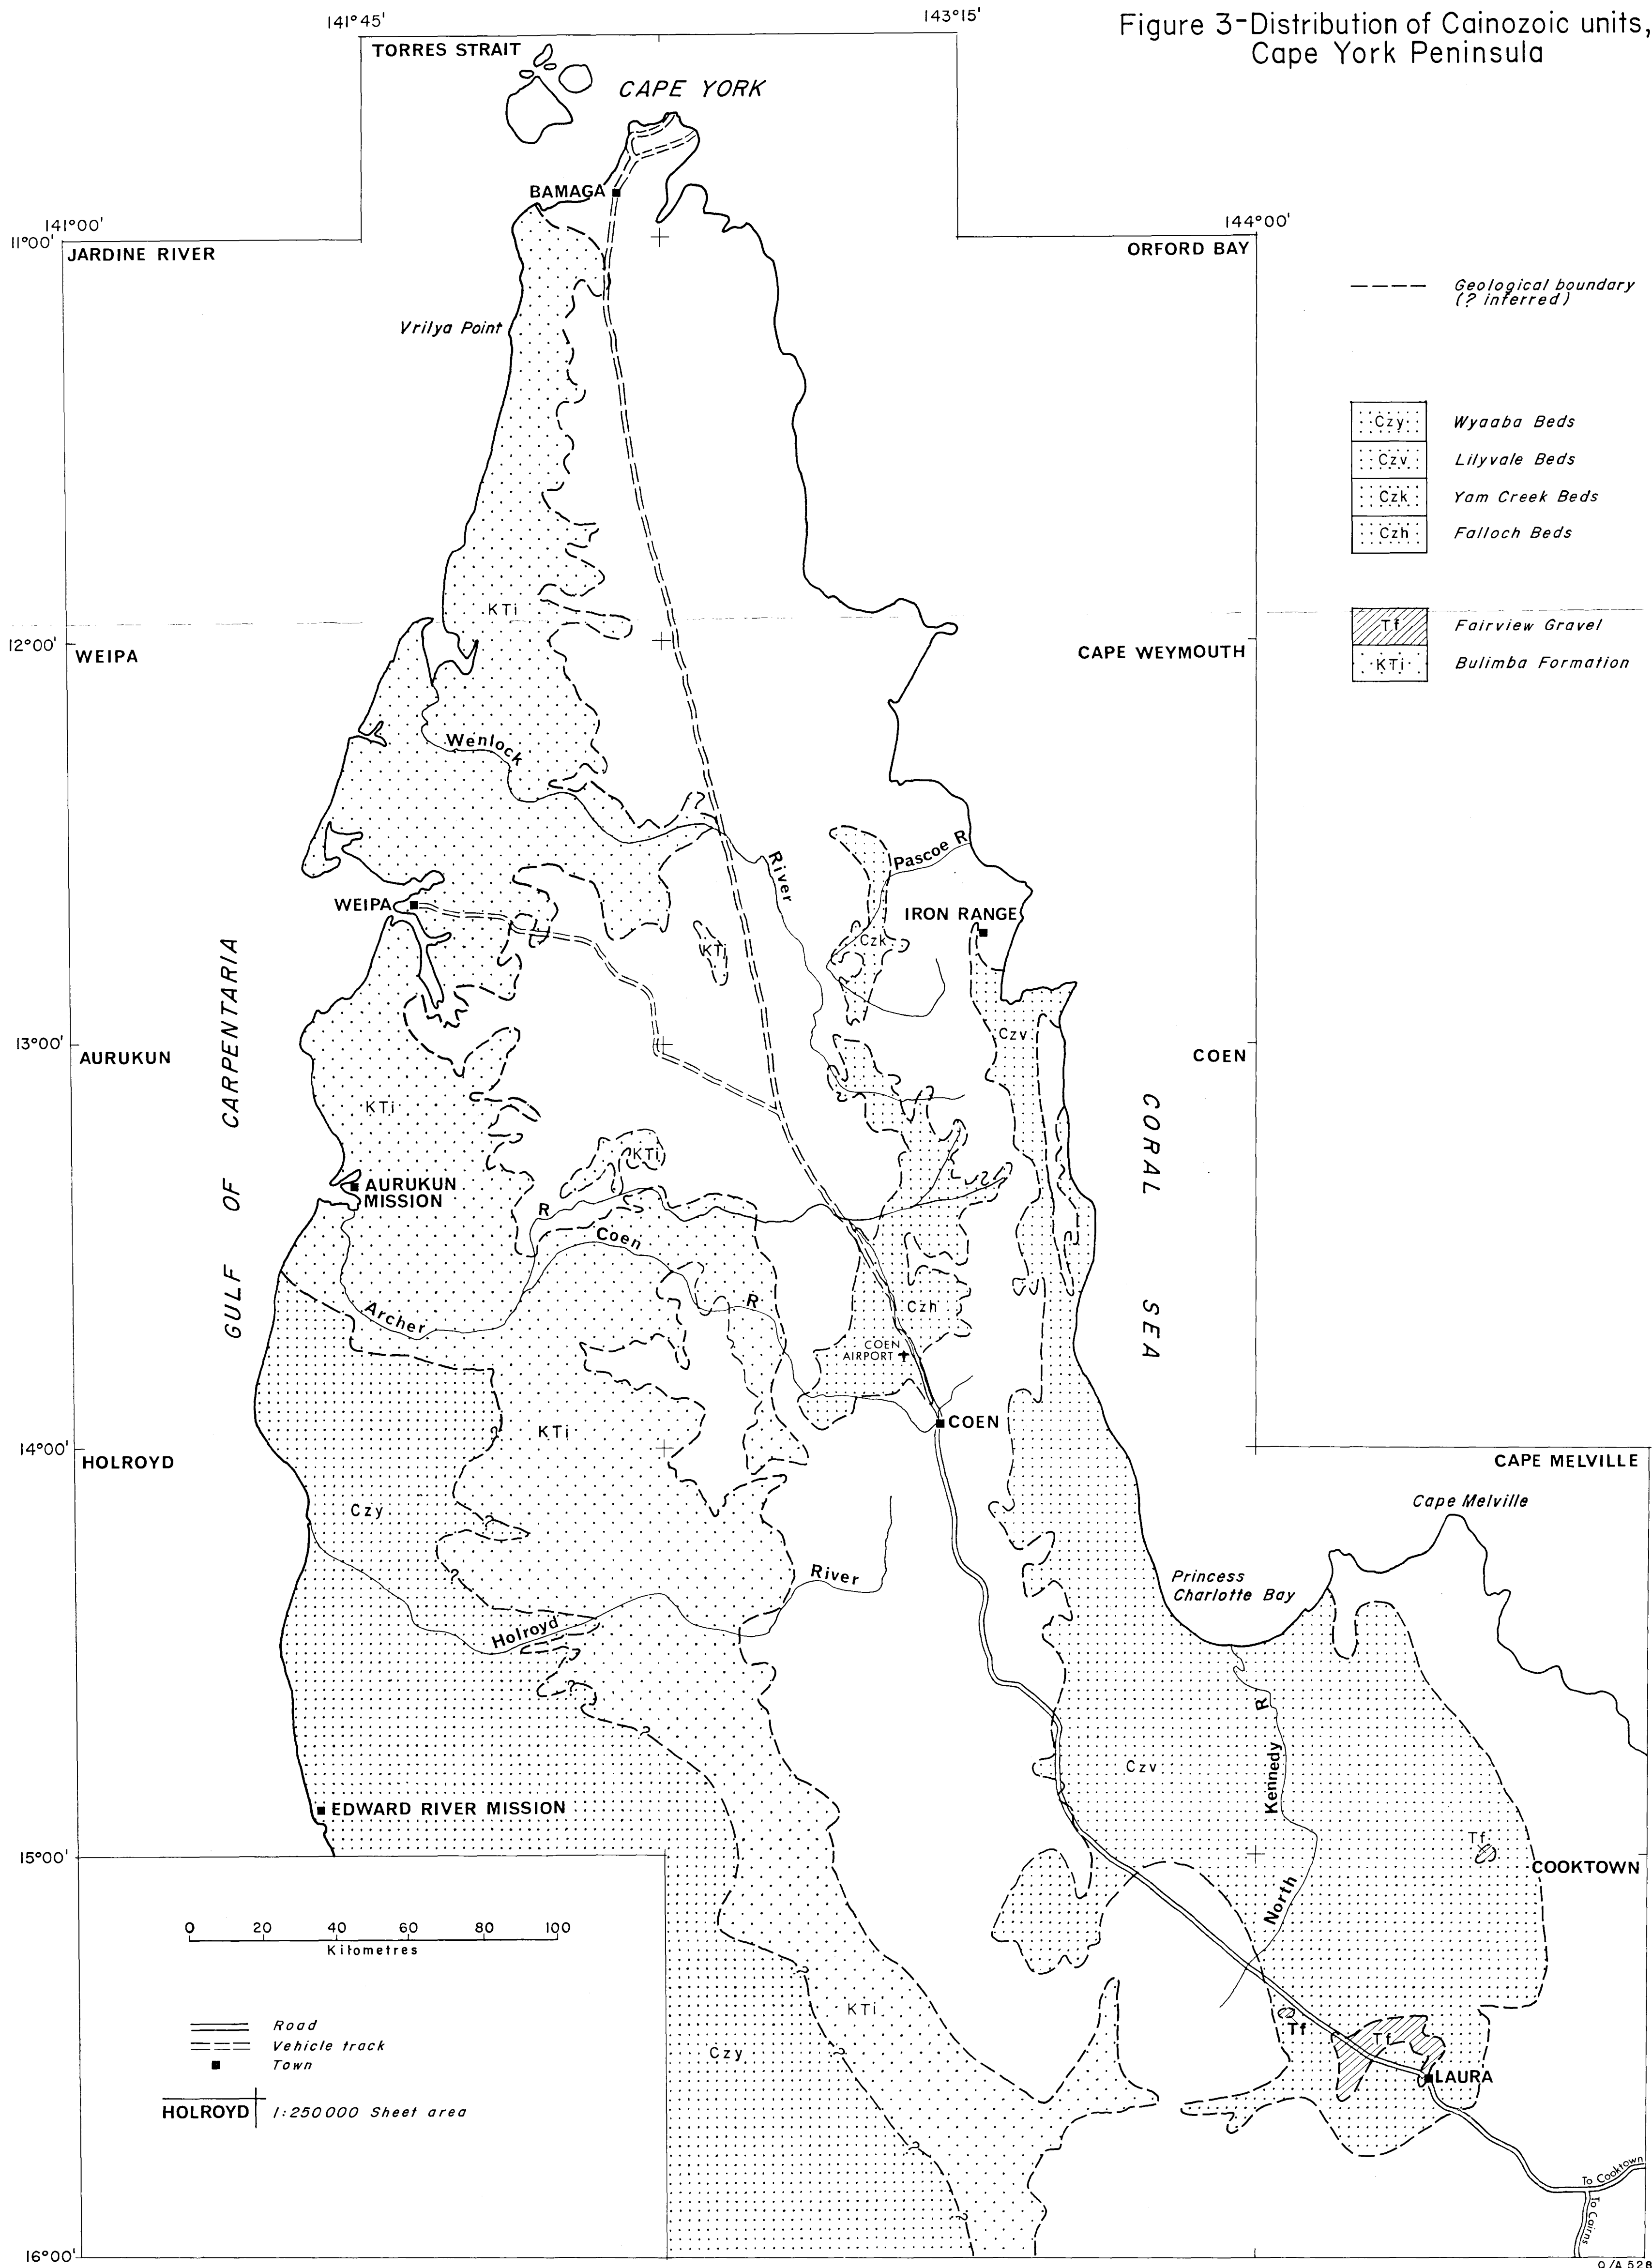 Figure 3-Distribution of Cainozoic units,
Cape York Peninsula
141°45'
143°15'
TORRES STRAIT
CAPE YORK
BAMAGA
141°00'
144°00'
11°00'
JARDINE RIVER
ORFORD BAY
Geological boundary
(? inferred)
Vrilya Point
Czy
Wyaaba Beds
Czv
Lilyvale Beds
Czk
Yam Creek Beds
Czh
Falloch Beds
KTi
Tf
Fairview Gravel
12°00'
WEIPA
CAPE WEYMOUTH
KTi
Bulimba Formation
Wenlock
River
Pascoe R
WEIPA
IRON RANGE
KTi
Czk
GULF OF CARPENTARIA
Czv
13°00'
AURUKUN
COEN
KTi
CORAL SEA
KTi
AURUKUN
MISSION
R
Coen
R
Archer
Czh
COEN
AIRPORT
COEN
KTi
?
14°00'
HOLROYD
CAPE MELVILLE
Cape Melville
Czy
?
?
River
Princess
Charlotte Bay
Holroyd
?
?
R
Kennedy
North
Czv
EDWARD RIVER MISSION
Tf
15°00'
COOKTOWN
0 20 40 60 80 100
Kilometres
?
KTi
Tf
Road
Vehicle track
Town
Czy
?
Tf
LAURA
HOLROYD
1:250000 Sheet area
?
?
To Cooktown
To Cairns
16°00'